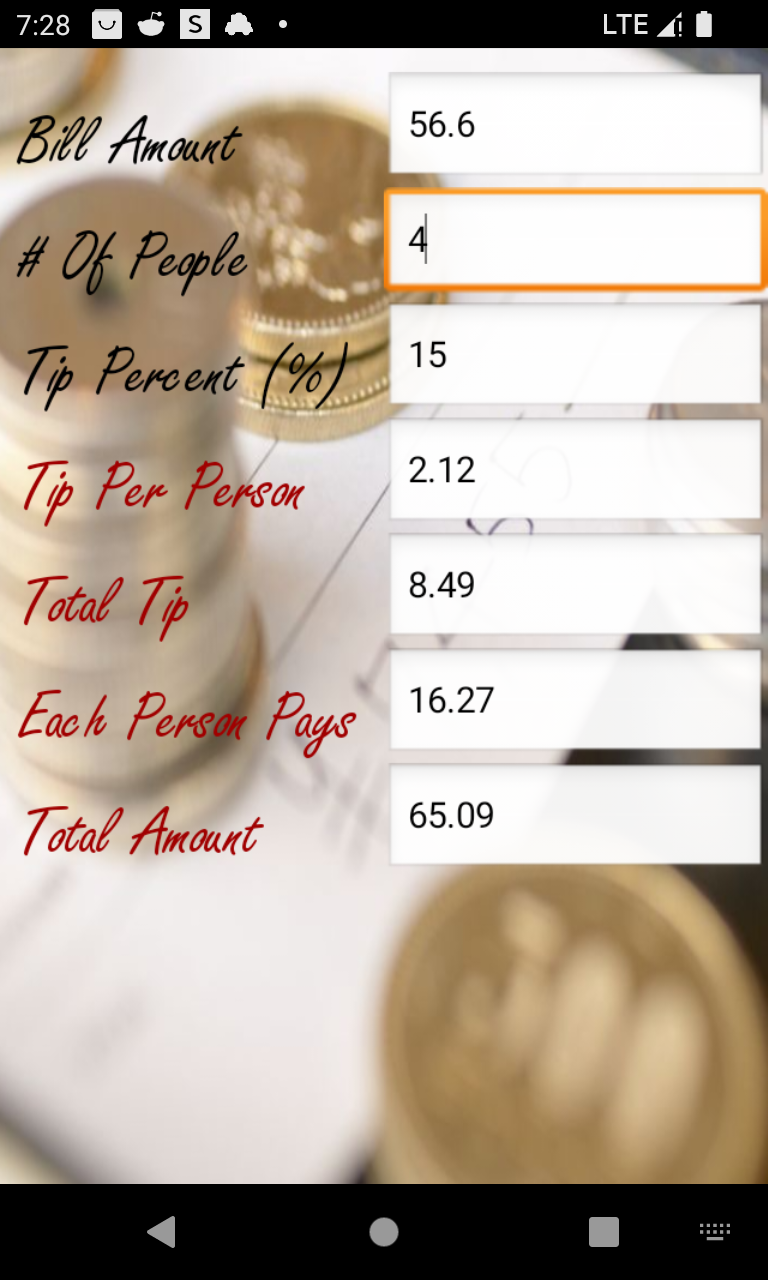 7:28 S LTE
Bill Amount 56.6
# Of People 4
Tip Percent (%) 15
Tip Per Person 2.12
Total Tip 8.49
Each Person Pays 16.27
Total Amount 65.09